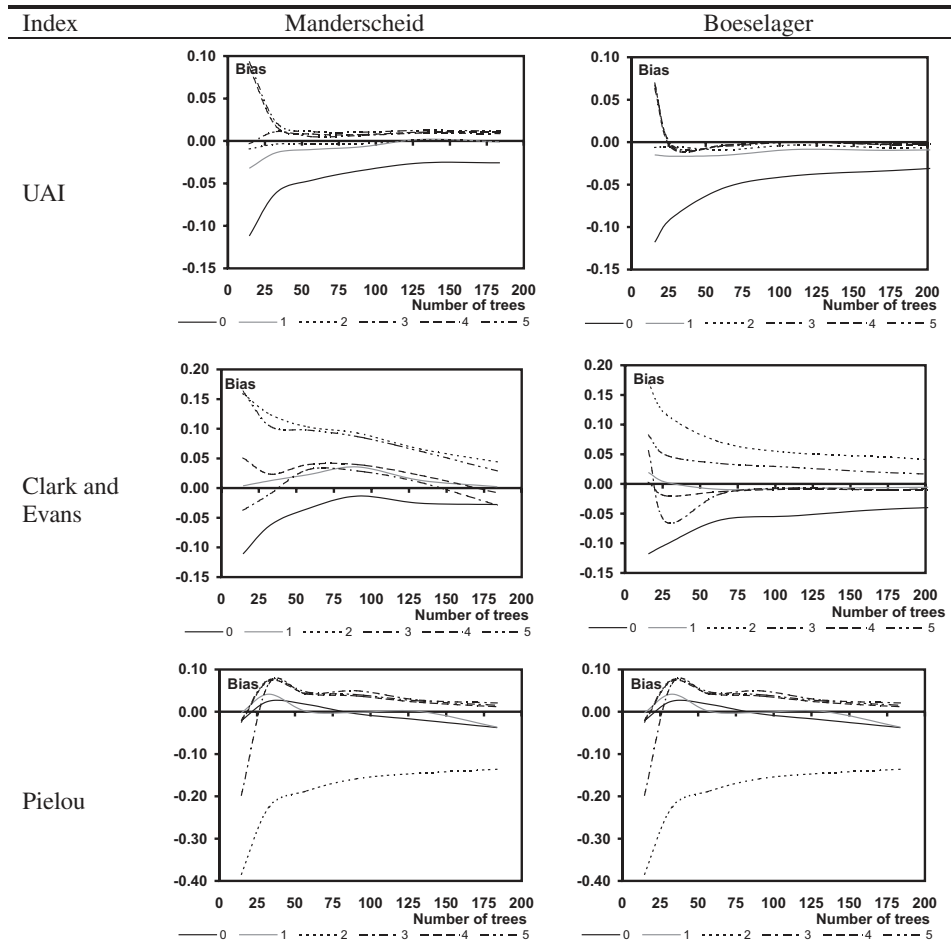 Index Manderscheid Boeselager
UAI
Bias
0.10
0.05
0.00
-0.05
-0.10
-0.15
0 25 50 75 100 125 150 175 200
Number of trees
0 1 2 3 4 5
Bias
0.10
0.05
0.00
-0.05
-0.10
-0.15
0 25 50 75 100 125 150 175 200
Number of trees
0 1 2 3 4 5
Clark and
Evans
Bias
0.20
0.15
0.10
0.05
0.00
-0.05
-0.10
-0.15
0 25 50 75 100 125 150 175 200
Number of trees
0 1 2 3 4 5
Bias
0.20
0.15
0.10
0.05
0.00
-0.05
-0.10
-0.15
0 25 50 75 100 125 150 175 200
Number of trees
0 1 2 3 4 5
Pielou
Bias
0.10
0.00
-0.10
-0.20
-0.30
-0.40
0 25 50 75 100 125 150 175 200
Number of trees
0 1 2 3 4 5
Bias
0.10
0.00
-0.10
-0.20
-0.30
-0.40
0 25 50 75 100 125 150 175 200
Number of trees
0 1 2 3 4 5